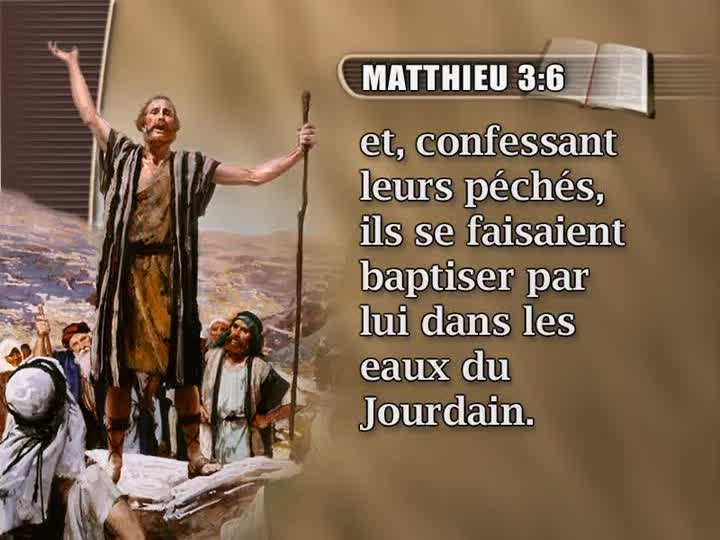 MATTHIEU 3:6
et, confessant
leurs péchés,
ils se faisaient
baptiser par
lui dans les
eaux du
Jourdain.